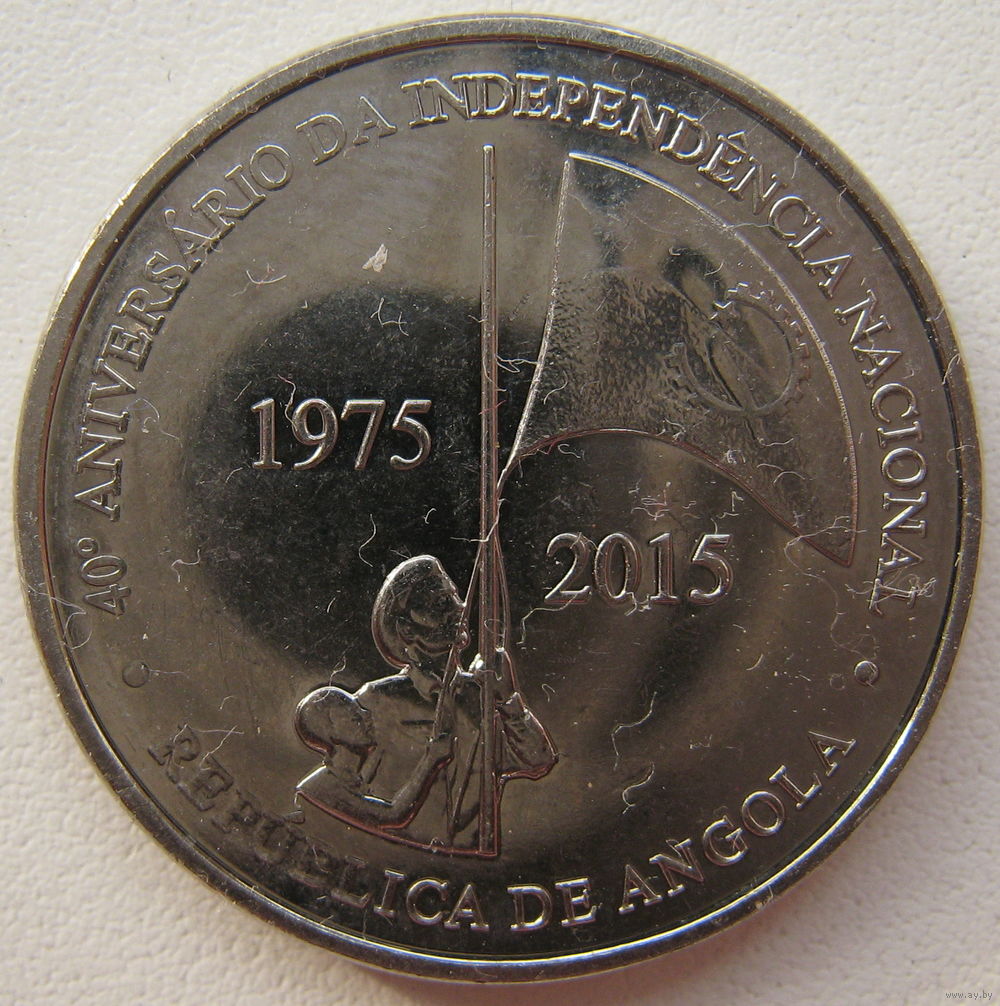 40º ANIVERSÁRIO DA INDEPENDÊNCIA NACIONAL
1975
2015
REPÚBLICA DE ANGOLA
www.ay.by